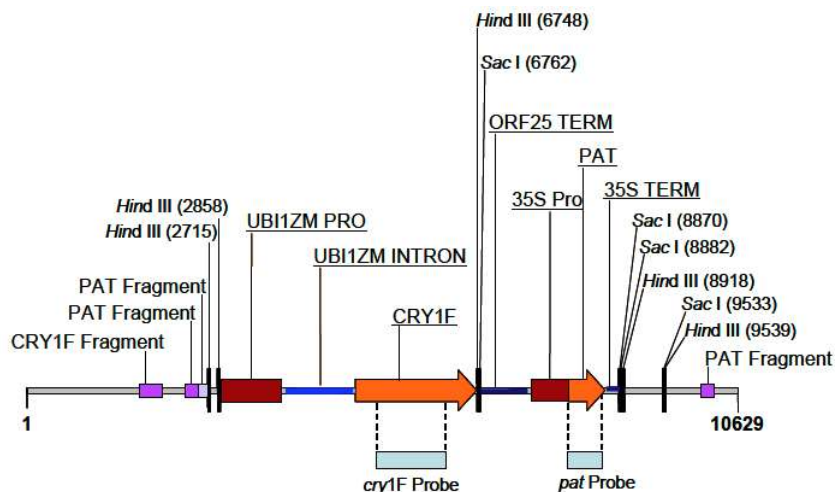 Hind III (6748)
Sac I (6762)
ORF25 TERM
PAT
35S Pro
35S TERM
Hind III (2858)
Hind III (2715)
UBI1ZM PRO
Sac I (8870)
Sac I (8882)
UBI1ZM INTRON
Hind III (8918)
PAT Fragment
PAT Fragment
Sac I (9533)
CRY1F
Hind III (9539)
CRY1F Fragment
PAT Fragment
1
10629
cry1F Probe
pat Probe